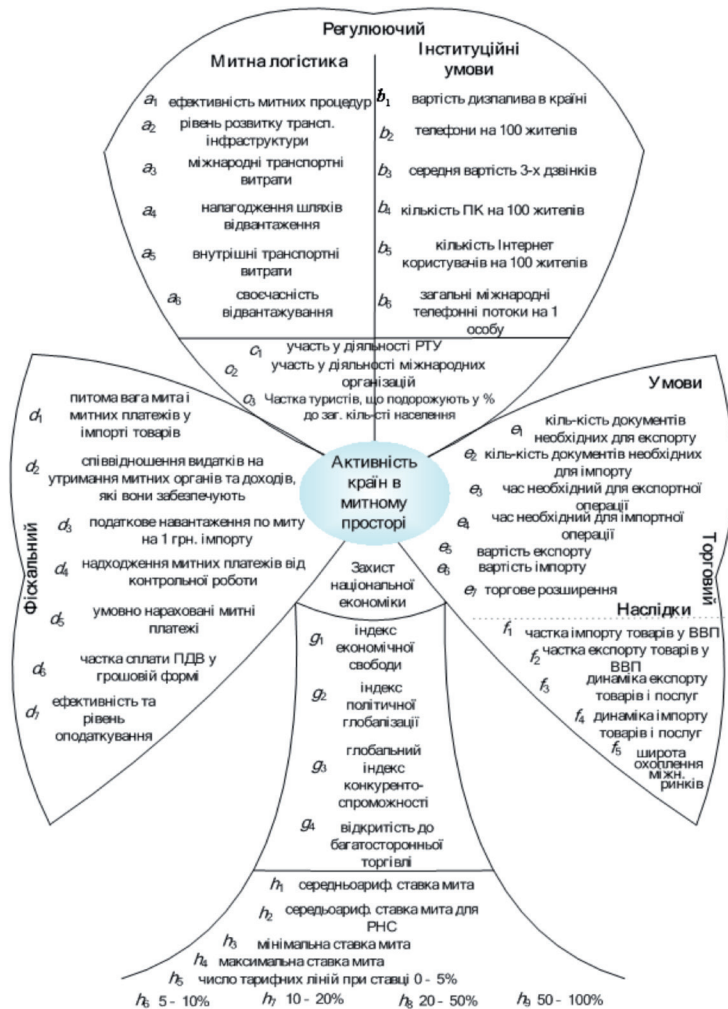 Регулюючий
Митна логістика
a1 ефективність митних процедур
a2 рівень розвитку трансп.
інфраструктури
a3 міжнародні транспортні
витрати
a4 налагодження шляхів
відвантаження
a5 внутрішні транспортні
витрати
a6 своєчасність
відвантажування
Інституційні
умови
b1 вартість дизпалива в країні
b2 телефони на 100 жителів
b3 середня вартість 3-х дзвінків
b4 кількість ПК на 100 жителів
b5 кількість Інтернет
користувачів на 100 жителів
b6 загальні міжнародні
телефонні потоки на 1
особу
c1 участь у діяльності РТУ
c2 участь у діяльності міжнародних
організацій
c3 Частка туристів, що подорожують у %
до заг. кіль-сті населення
Активність
країн в
митному
просторі
Фіскальний
d1 питома вага мита і
митних платежів у
імпорті товарів
d2 співвідношення видатків на
утримання митних органів та доходів,
які вони забезпечують
d3 податкове навантаження по миту
на 1 грн. імпорту
d4 надходження митних платежів від
контрольної роботи
d5 умовно нараховані митні
платежі
d6 частка сплати ПДВ у
грошовій формі
d7 ефективність та
рівень
оподаткування
Торговий
Умови
e1 кіль-кість документів
необхідних для експорту
e2 кіль-кість документів необхідних
для імпорту
e3 час необхідний для експортної
операції
e4 час необхідний для імпортної
операції
e5 вартість експорту
e6 вартість імпорту
e7 торгове розширення
Наслідки
f1 частка імпорту товарів у ВВП
f2 частка експорту товарів у
ВВП
f3 динаміка експорту
товарів і послуг
f4 динаміка імпорту
товарів і послуг
f5 широта
охоплення
міжн.
ринків
Захист
національної
економіки
g1 індекс
економічної
свободи
g2 індекс
політичної
глобалізації
g3 глобальний
індекс
конкуренто-
спроможності
g4 відкритість до
багатосторонньої
торгівлі
h1 середньоариф. ставка мита
h2 середьоариф. ставка мита для
РНС
h3 мінімальна ставка мита
h4 максимальна ставка мита
h5 число тарифних ліній при ставці 0 - 5%
h6 5 - 10% h7 10 - 20% h8 20 - 50% h9 50 - 100%